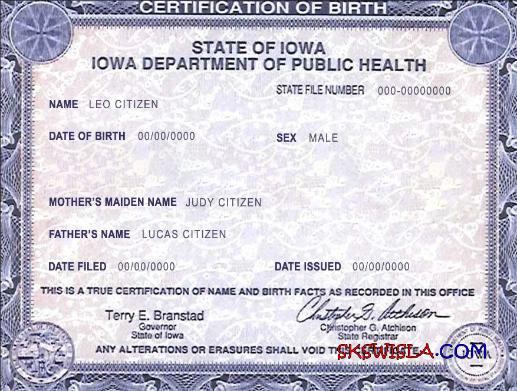 CERTIFICATION OF BIRTH
STATE OF IOWA
IOWA DEPARTMENT OF PUBLIC HEALTH
STATE FILE NUMBER 000-00000000
NAME LEO CITIZEN
DATE OF BIRTH 00/00/0000 SEX MALE
MOTHER'S MAIDEN NAME JUDY CITIZEN
FATHER'S NAME LUCAS CITIZEN
DATE FILED 00/00/0000 DATE ISSUED 00/00/0000
THIS IS A TRUE CERTIFICATION OF NAME AND BIRTH FACTS AS RECORDED IN THIS OFFICE
Terry E. Branstad Christopher G. Atchison
Governor Christopher G. Atchison
State of Iowa State Registrar
ANY ALTERATIONS OR ERASURES SHALL VOID THIS CERTIFICATE
SKSWISLA.COM